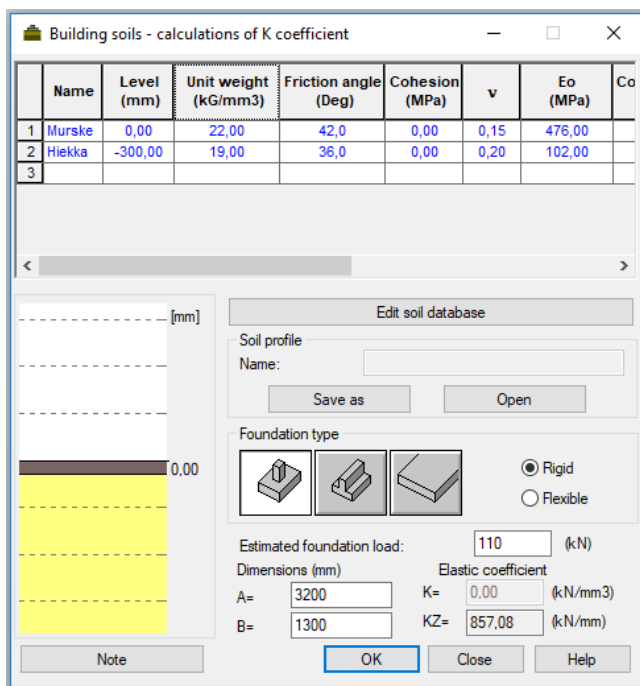 Building soils - calculations of K coefficient
Name Level (mm) Unit weight (kG/mm3) Friction angle (Deg) Cohesion (MPa) ν Eo (MPa) Co
1 Murske 0,00 22,00 42,0 0,00 0,15 476,00
2 Hiekka -300,00 19,00 36,0 0,00 0,20 102,00
3
[mm]
0,00
Edit soil database
Soil profile
Name:
Save as Open
Foundation type
Rigid
Flexible
Estimated foundation load: 110 (kN)
Dimensions (mm) Elastic coefficient
A= 3200 K= 0,00 (kN/mm3)
B= 1300 KZ= 857,08 (kN/mm)
Note OK Close Help